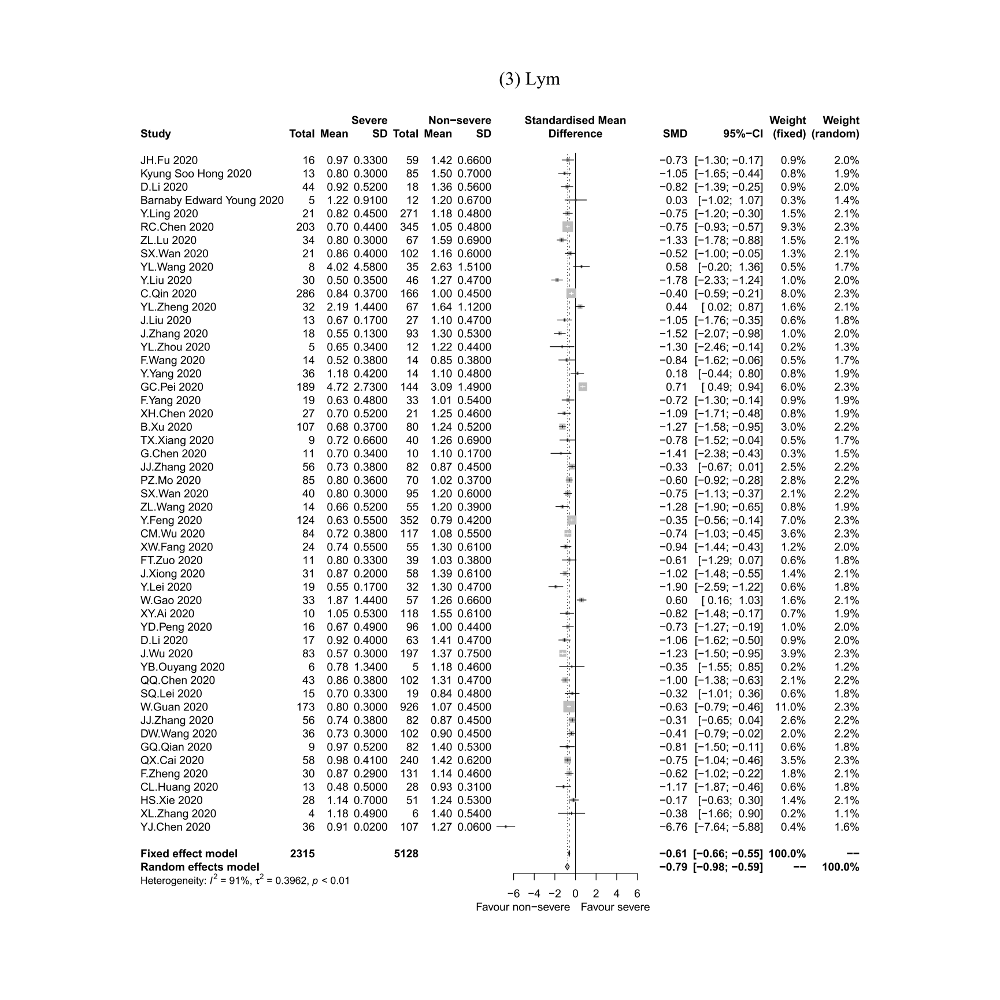 (3) Lym
Severe Non−severe Standardised Mean Weight Weight
Study Total Mean SD Total Mean SD Difference SMD 95%−CI (fixed) (random)
JH.Fu 2020 16 0.97 0.3300 59 1.42 0.6600 −0.73 [−1.30; −0.17] 0.9% 2.0%
Kyung Soo Hong 2020 13 0.80 0.3000 85 1.50 0.7000 −1.05 [−1.65; −0.44] 0.8% 1.9%
D.Li 2020 44 0.92 0.5200 18 1.36 0.5600 −0.82 [−1.39; −0.25] 0.9% 2.0%
Barnaby Edward Young 2020 5 1.22 0.9100 12 1.20 0.6700 0.03 [−1.02; 1.07] 0.3% 1.4%
Y.Ling 2020 21 0.82 0.4500 271 1.18 0.4800 −0.75 [−1.20; −0.30] 1.5% 2.1%
RC.Chen 2020 203 0.70 0.4400 345 1.05 0.4800 −0.75 [−0.93; −0.57] 9.3% 2.3%
ZL.Lu 2020 34 0.80 0.3000 67 1.59 0.6900 −1.33 [−1.78; −0.88] 1.5% 2.1%
SX.Wan 2020 21 0.86 0.4000 102 1.16 0.6000 −0.52 [−1.00; −0.05] 1.3% 2.1%
YL.Wang 2020 8 4.02 4.5800 35 2.63 1.5100 0.58 [−0.20; 1.36] 0.5% 1.7%
Y.Liu 2020 30 0.50 0.3500 46 1.27 0.4700 −1.78 [−2.33; −1.24] 1.0% 2.0%
C.Qin 2020 286 0.84 0.3700 166 1.00 0.4500 −0.40 [−0.59; −0.21] 8.0% 2.3%
YL.Zheng 2020 32 2.19 1.4400 67 1.64 1.1200 0.44 [ 0.02; 0.87] 1.6% 2.1%
J.Liu 2020 13 0.67 0.1700 27 1.10 0.4700 −1.05 [−1.76; −0.35] 0.6% 1.8%
J.Zhang 2020 18 0.55 0.1300 93 1.30 0.5300 −1.52 [−2.07; −0.98] 1.0% 2.0%
YL.Zhou 2020 5 0.65 0.3400 12 1.22 0.4400 −1.30 [−2.46; −0.14] 0.2% 1.3%
F.Wang 2020 14 0.52 0.3800 14 0.85 0.3800 −0.84 [−1.62; −0.06] 0.5% 1.7%
Y.Yang 2020 36 1.18 0.4200 14 1.10 0.4800 0.18 [−0.44; 0.80] 0.8% 1.9%
GC.Pei 2020 189 4.72 2.7300 144 3.09 1.4900 0.71 [ 0.49; 0.94] 6.0% 2.3%
F.Yang 2020 19 0.63 0.4800 33 1.01 0.5400 −0.72 [−1.30; −0.14] 0.9% 1.9%
XH.Chen 2020 27 0.70 0.5200 21 1.25 0.4600 −1.09 [−1.71; −0.48] 0.8% 1.9%
B.Xu 2020 107 0.68 0.3700 80 1.24 0.5200 −1.27 [−1.58; −0.95] 3.0% 2.2%
TX.Xiang 2020 9 0.72 0.6600 40 1.26 0.6900 −0.78 [−1.52; −0.04] 0.5% 1.7%
G.Chen 2020 11 0.70 0.3400 10 1.10 0.1700 −1.41 [−2.38; −0.43] 0.3% 1.5%
JJ.Zhang 2020 56 0.73 0.3800 82 0.87 0.4500 −0.33 [−0.67; 0.01] 2.5% 2.2%
PZ.Mo 2020 85 0.80 0.3600 70 1.02 0.3700 −0.60 [−0.92; −0.28] 2.8% 2.2%
SX.Wan 2020 40 0.80 0.3000 95 1.20 0.6000 −0.75 [−1.13; −0.37] 2.1% 2.2%
ZL.Wang 2020 14 0.66 0.5200 55 1.20 0.3900 −1.28 [−1.90; −0.65] 0.8% 1.9%
Y.Feng 2020 124 0.63 0.5500 352 0.79 0.4200 −0.35 [−0.56; −0.14] 7.0% 2.3%
CM.Wu 2020 84 0.72 0.3800 117 1.08 0.5500 −0.74 [−1.03; −0.45] 3.6% 2.3%
XW.Fang 2020 24 0.74 0.5500 55 1.30 0.6100 −0.94 [−1.44; −0.43] 1.2% 2.0%
FT.Zuo 2020 11 0.80 0.3300 39 1.03 0.3800 −0.61 [−1.29; 0.07] 0.6% 1.8%
J.Xiong 2020 31 0.87 0.2000 58 1.39 0.6100 −1.02 [−1.48; −0.55] 1.4% 2.1%
Y.Lei 2020 19 0.55 0.1700 32 1.30 0.4700 −1.90 [−2.59; −1.22] 0.6% 1.8%
W.Gao 2020 33 1.87 1.4400 57 1.26 0.6600 0.60 [ 0.16; 1.03] 1.6% 2.1%
XY.Ai 2020 10 1.05 0.5300 118 1.55 0.6100 −0.82 [−1.48; −0.17] 0.7% 1.9%
YD.Peng 2020 16 0.67 0.4900 96 1.00 0.4400 −0.73 [−1.27; −0.19] 1.0% 2.0%
D.Li 2020 17 0.92 0.4000 63 1.41 0.4700 −1.06 [−1.62; −0.50] 0.9% 2.0%
J.Wu 2020 83 0.57 0.3000 197 1.37 0.7500 −1.23 [−1.50; −0.95] 3.9% 2.3%
YB.Ouyang 2020 6 0.78 1.3400 5 1.18 0.4600 −0.35 [−1.55; 0.85] 0.2% 1.2%
QQ.Chen 2020 43 0.86 0.3800 102 1.31 0.4700 −1.00 [−1.38; −0.63] 2.1% 2.2%
SQ.Lei 2020 15 0.70 0.3300 19 0.84 0.4800 −0.32 [−1.01; 0.36] 0.6% 1.8%
W.Guan 2020 173 0.80 0.3000 926 1.07 0.4500 −0.63 [−0.79; −0.46] 11.0% 2.3%
JJ.Zhang 2020 56 0.74 0.3800 82 0.87 0.4500 −0.31 [−0.65; 0.04] 2.6% 2.2%
DW.Wang 2020 36 0.73 0.3000 102 0.90 0.4500 −0.41 [−0.79; −0.02] 2.0% 2.2%
GQ.Qian 2020 9 0.97 0.5200 82 1.40 0.5300 −0.81 [−1.50; −0.11] 0.6% 1.8%
QX.Cai 2020 58 0.98 0.4100 240 1.42 0.6200 −0.75 [−1.04; −0.46] 3.5% 2.3%
F.Zheng 2020 30 0.87 0.2900 131 1.14 0.4600 −0.62 [−1.02; −0.22] 1.8% 2.1%
CL.Huang 2020 13 0.48 0.5000 28 0.93 0.3100 −1.17 [−1.87; −0.46] 0.6% 1.8%
HS.Xie 2020 28 1.14 0.7000 51 1.24 0.5300 −0.17 [−0.63; 0.30] 1.4% 2.1%
XL.Zhang 2020 4 1.18 0.4900 6 1.40 0.5400 −0.38 [−1.66; 0.90] 0.2% 1.1%
YJ.Chen 2020 36 0.91 0.0200 107 1.27 0.0600 −6.76 [−7.64; −5.88] 0.4% 1.6%
Fixed effect model 2315 5128 −0.61 [−0.66; −0.55] 100.0% −−
Random effects model −0.79 [−0.98; −0.59] −− 100.0%
Heterogeneity: I² = 91%, τ² = 0.3962, p < 0.01
−6 −4 −2 0 2 4 6
Favour non−severe Favour severe